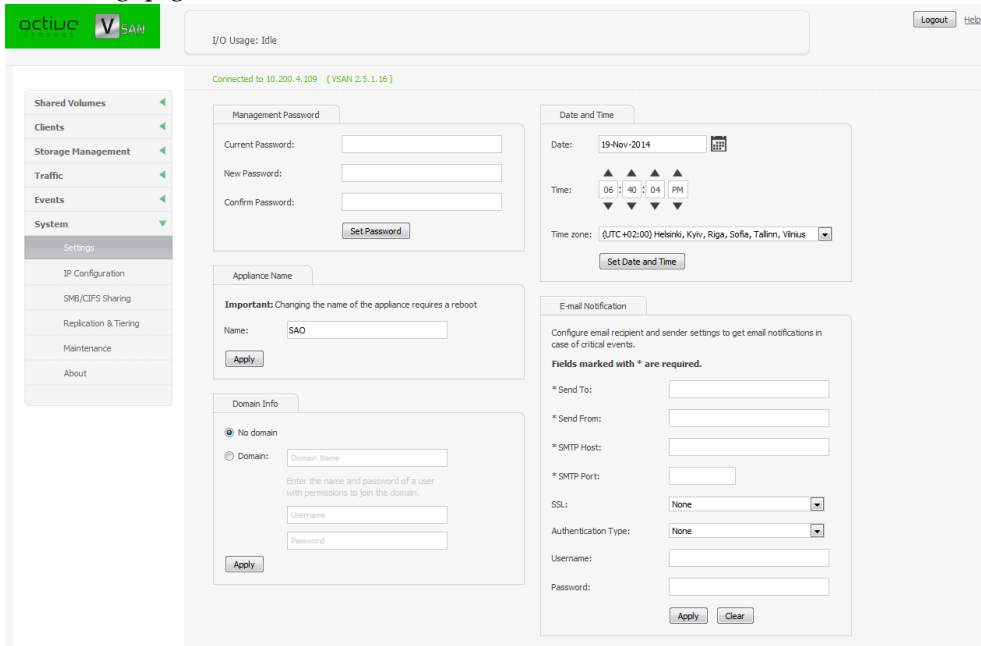 active
STORAGE
V SAN
I/O Usage: Idle
Logout Help
Connected to 10.200.4.109 ( VSAN 2.5.1.16 )
Shared Volumes
Clients
Storage Management
Traffic
Events
System
Settings
IP Configuration
SMB/CIFS Sharing
Replication & Tiering
Maintenance
About
Management Password
Current Password:
New Password:
Confirm Password:
Set Password
Appliance Name
Important: Changing the name of the appliance requires a reboot
Name: SAO
Apply
Domain Info
No domain
Domain: Domain Name
Enter the name and password of a user
with permissions to join the domain.
Username
Password
Apply
Date and Time
Date: 19-Nov-2014
Time: 06 : 40 : 04 PM
Time zone: (UTC+02:00) Helsinki, Kyiv, Riga, Sofia, Tallinn, Vilnius
Set Date and Time
E-mail Notification
Configure email recipient and sender settings to get email notifications in
case of critical events.
Fields marked with * are required.
* Send To:
* Send From:
* SMTP Host:
* SMTP Port:
SSL: None
Authentication Type: None
Username:
Password:
Apply Clear